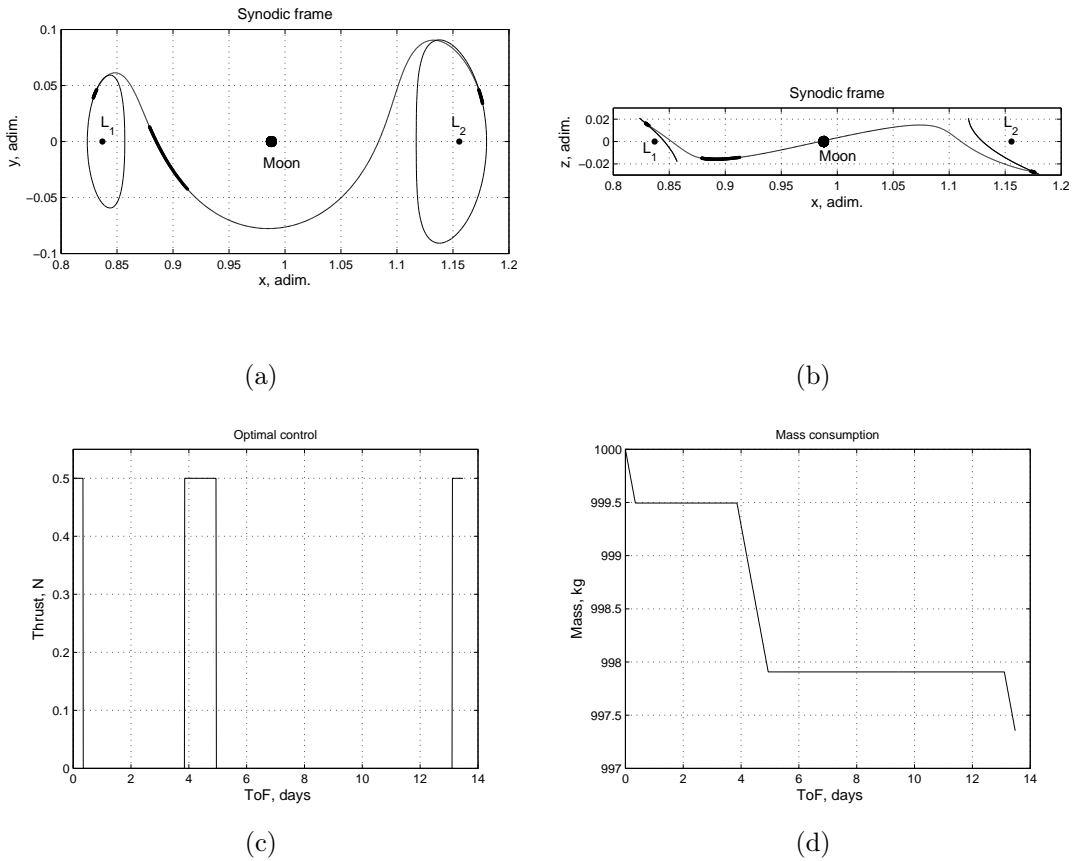 Synodic frame
0.1
0.05
0
−0.05
−0.1
y, adim.
L1
L2
Moon
0.8 0.85 0.9 0.95 1 1.05 1.1 1.15 1.2
x, adim.
(a)
Synodic frame
0.02
0
−0.02
z, adim.
L1
L2
Moon
0.8 0.85 0.9 0.95 1 1.05 1.1 1.15 1.2
x, adim.
(b)
Optimal control
0.5
0.4
0.3
0.2
0.1
0
Thrust, N
0 2 4 6 8 10 12 14
ToF, days
(c)
Mass consumption
1000
999.5
999
998.5
998
997.5
997
Mass, kg
0 2 4 6 8 10 12 14
ToF, days
(d)